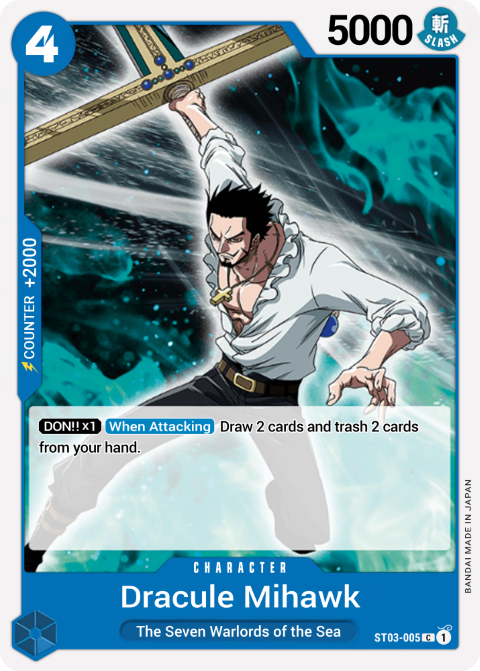 4
5000
斬
SLASH
COUNTER +2000
DON!! x1 When Attacking Draw 2 cards and trash 2 cards
from your hand.
BANDAI MADE IN JAPAN
CHARACTER
Dracule Mihawk
The Seven Warlords of the Sea
ST03-005 C 1